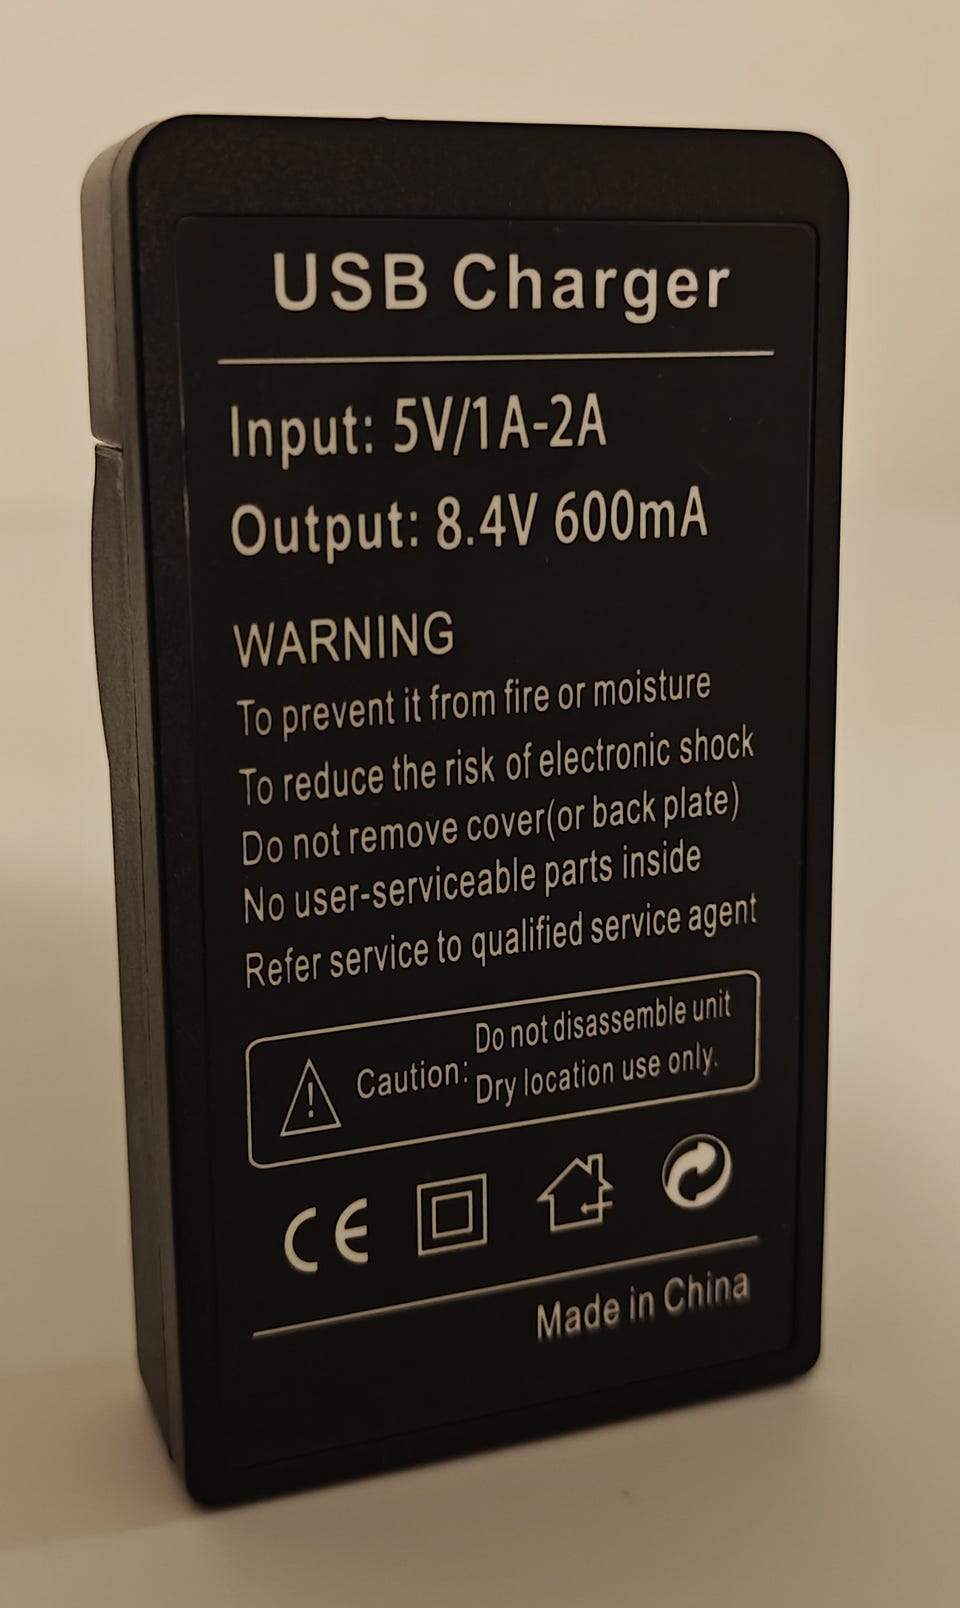 USB Charger
Input: 5V/1A-2A
Output: 8.4V 600mA
WARNING
To prevent it from fire or moisture
To reduce the risk of electronic shock
Do not remove cover(or back plate)
No user-serviceable parts inside
Refer service to qualified service agent
Caution:
Do not disassemble unit
Dry location use only.
CE
Made in China